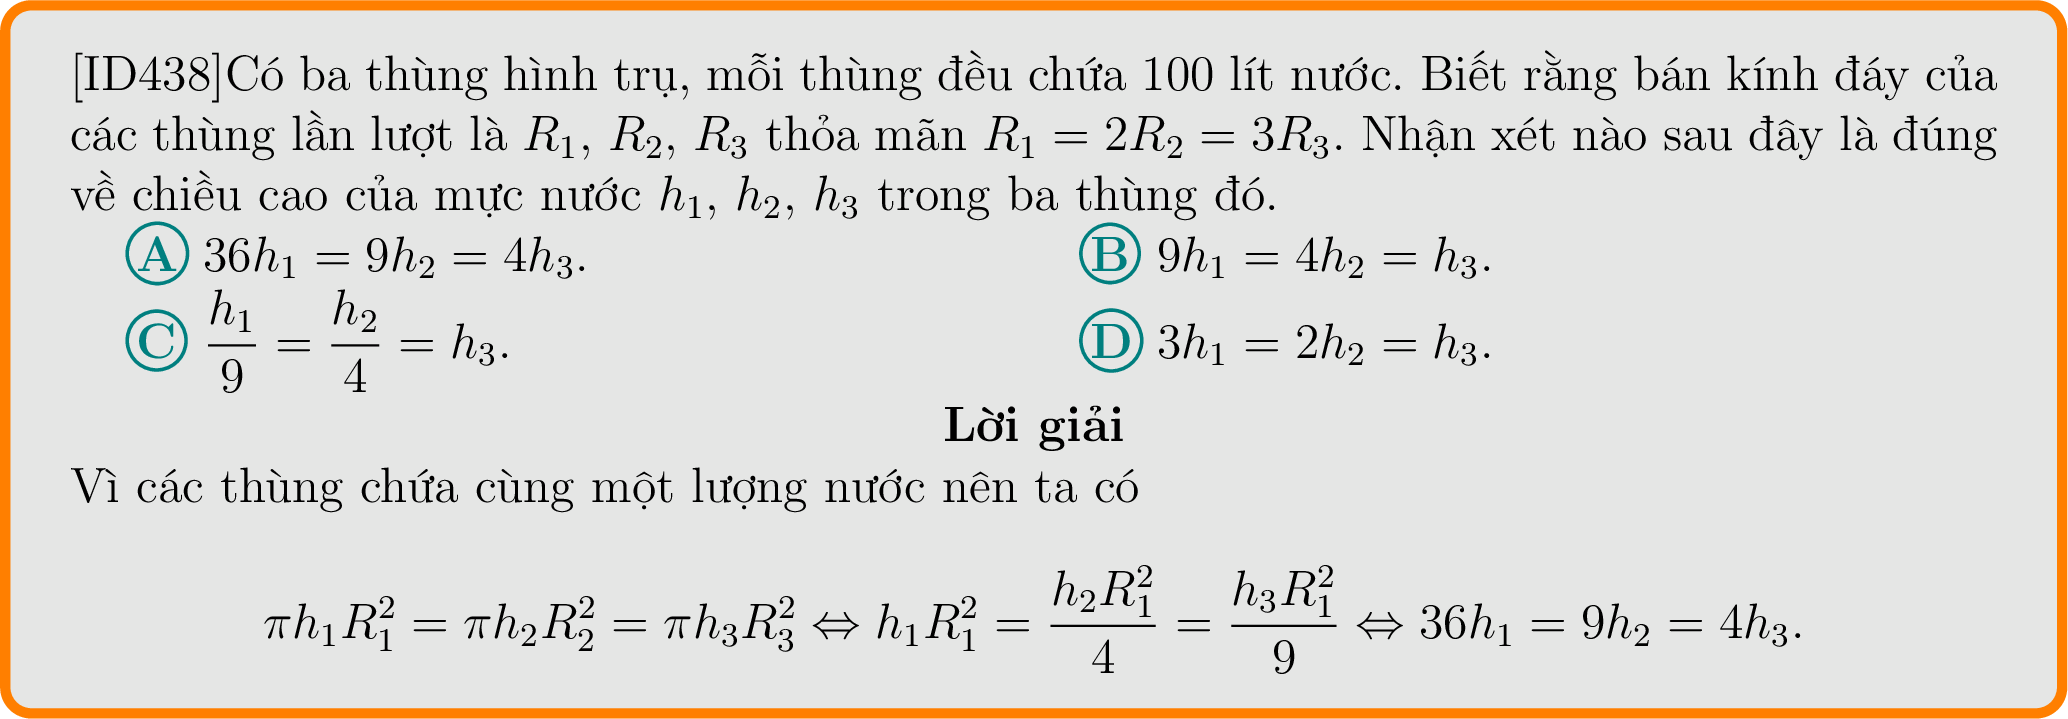 [ID438]Có ba thùng hình trụ, mỗi thùng đều chứa 100 lít nước. Biết rằng bán kính đáy của
các thùng lần lượt là $R_1$, $R_2$, $R_3$ thỏa mãn $R_1 = 2R_2 = 3R_3$. Nhận xét nào sau đây là đúng
về chiều cao của mực nước $h_1$, $h_2$, $h_3$ trong ba thùng đó.
A $36h_1 = 9h_2 = 4h_3$. B $9h_1 = 4h_2 = h_3$.
C $\frac{h_1}{9} = \frac{h_2}{4} = h_3$. D $3h_1 = 2h_2 = h_3$.
Lời giải
Vì các thùng chứa cùng một lượng nước nên ta có
$\pi h_1 R_1^2 = \pi h_2 R_2^2 = \pi h_3 R_3^2 \Leftrightarrow h_1 R_1^2 = \frac{h_2 R_1^2}{4} = \frac{h_3 R_1^2}{9} \Leftrightarrow 36h_1 = 9h_2 = 4h_3.$